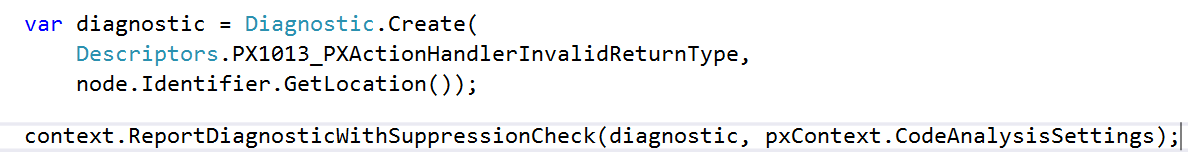 var diagnostic = Diagnostic.Create(
    Descriptors.PX1013_PXActionHandlerInvalidReturnType,
    node.Identifier.GetLocation());

context.ReportDiagnosticWithSuppressionCheck(diagnostic, pxContext.CodeAnalysisSettings);